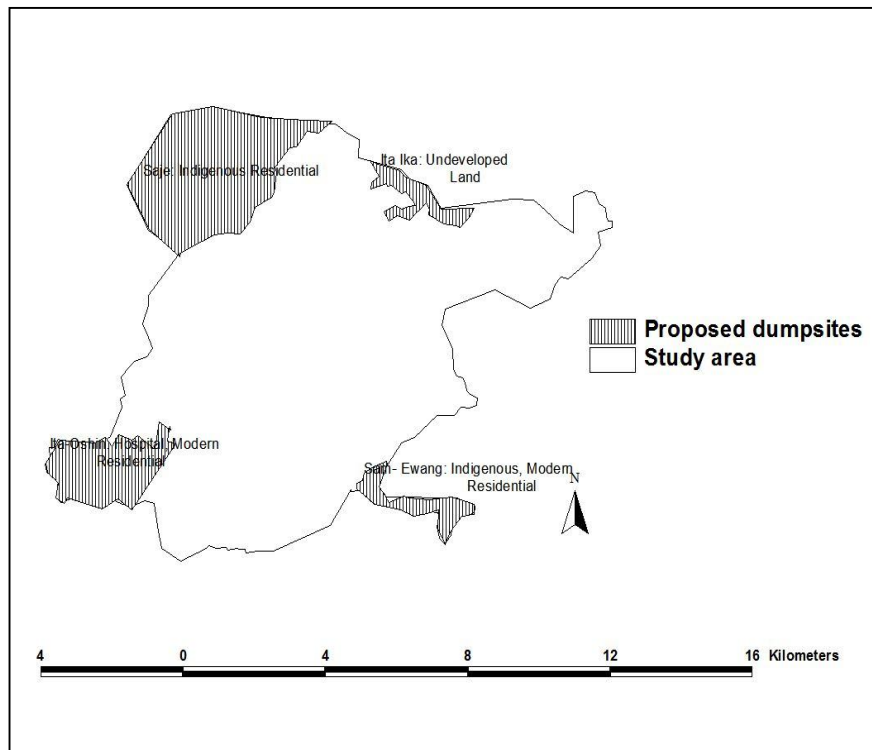 Ita Ika: Undeveloped
Land
Saje: Indigenous Residential
Proposed dumpsites
Study area
Ita-Oshin: Hospital, Modern
Residential
Sam- Ewang: Indigenous, Modern
Residential
N
4 0 4 8 12 16 Kilometers